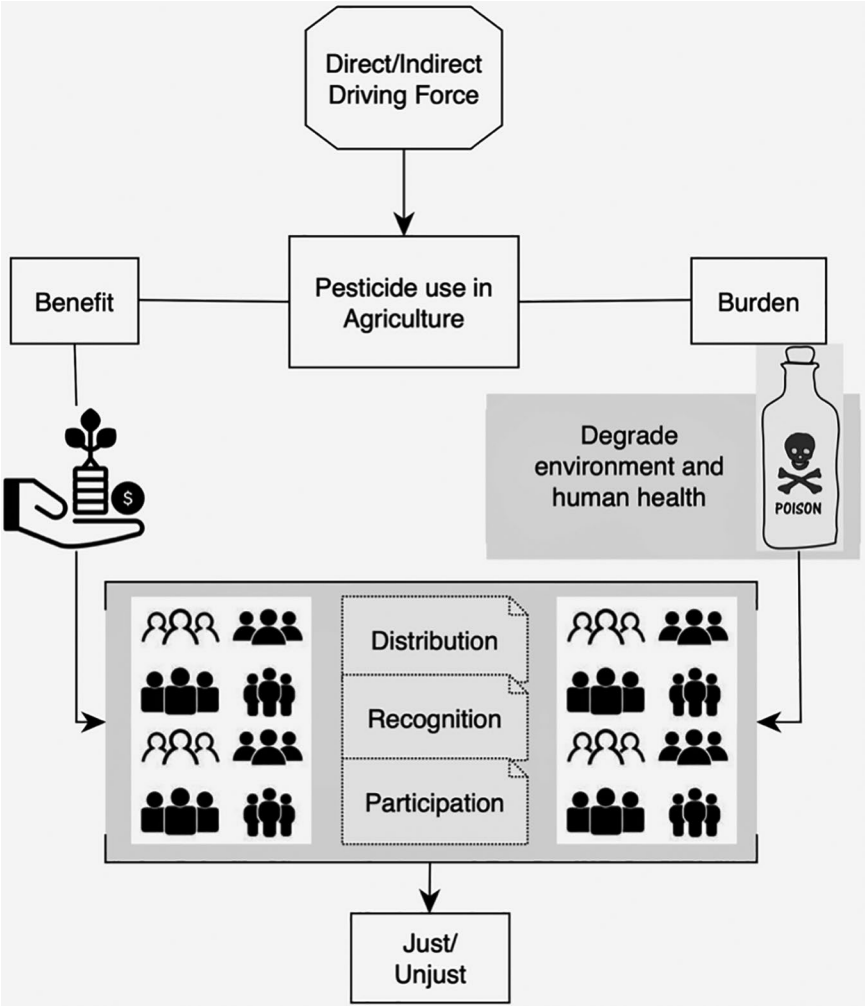 Direct/Indirect
Driving Force
Benefit
Pesticide use in
Agriculture
Burden
Degrade
environment and
human health
POISON
$
Distribution
Recognition
Participation
Just/
Unjust